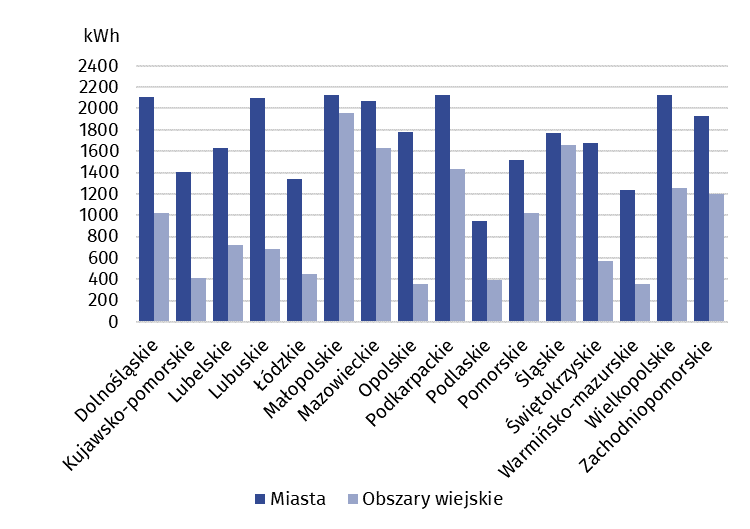 kWh
2400
2200
2000
1800
1600
1400
1200
1000
800
600
400
200
0
Dolnośląskie
Kujawsko-pomorskie
Lubelskie
Lubuskie
Łódzkie
Małopolskie
Mazowieckie
Opolskie
Podkarpackie
Podlaskie
Pomorskie
Śląskie
Świętokrzyskie
Warmińsko-mazurskie
Wielkopolskie
Zachodniopomorskie
Miasta Obszary wiejskie